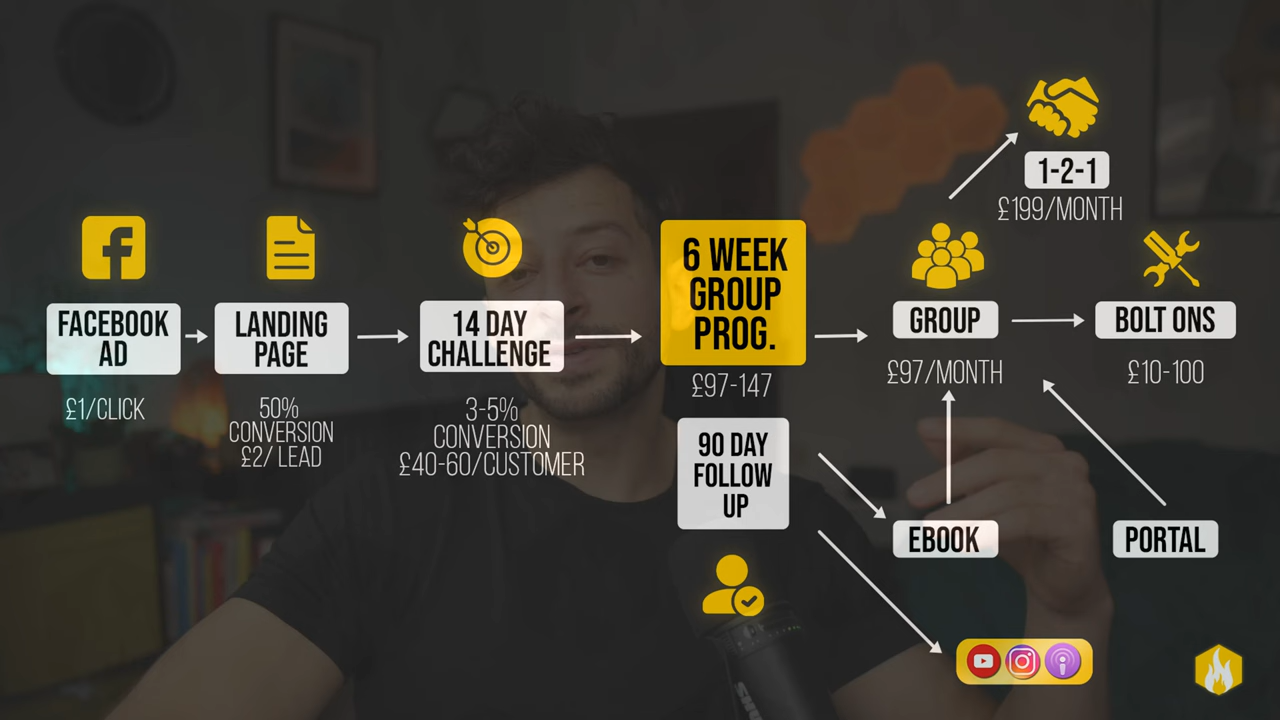 FACEBOOK
AD
£1/CLICK
LANDING
PAGE
50%
CONVERSION
£2/ LEAD
14 DAY
CHALLENGE
3-5%
CONVERSION
£40-60/CUSTOMER
6 WEEK
GROUP
PROG.
£97-147
90 DAY
FOLLOW
UP
1-2-1
£199/MONTH
GROUP
£97/MONTH
BOLT ONS
£10-100
EBOOK
PORTAL